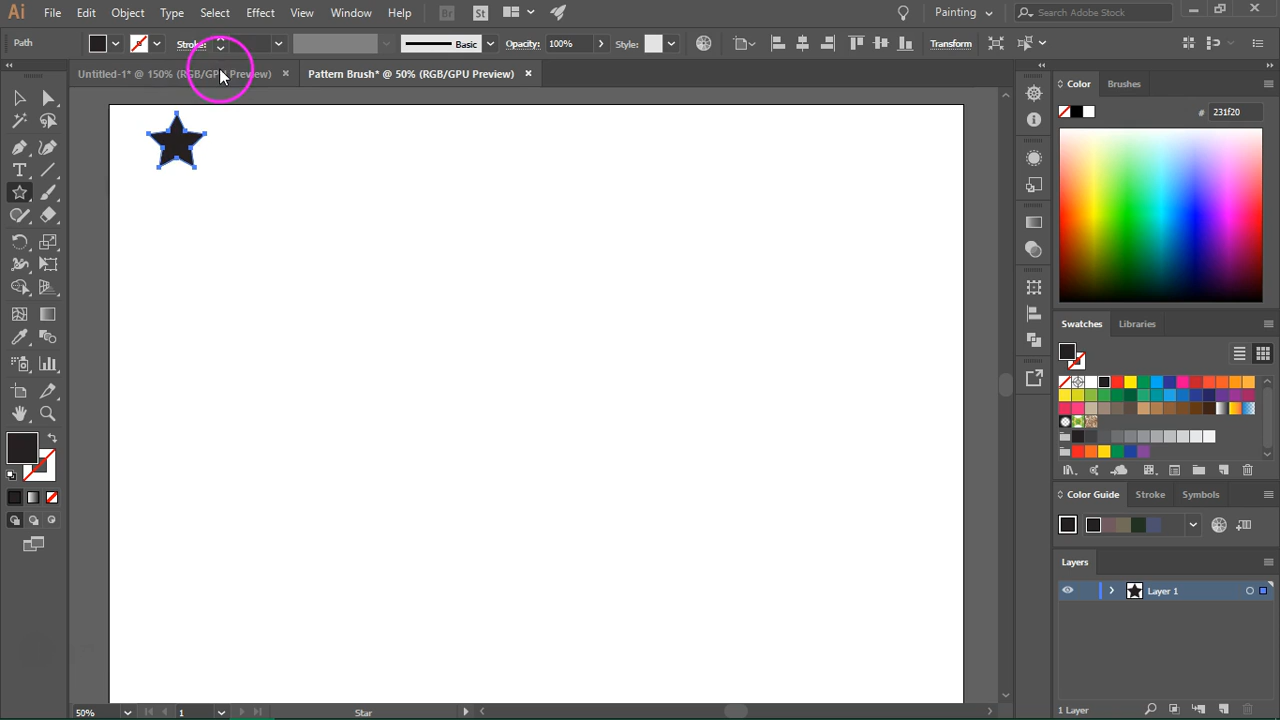 Ai File Edit Object Type Select Effect View Window Help Br St Painting Search Adobe Stock
Path Stroke: Basic Opacity: 100% Style: Transform
Untitled-1* @ 150% (RGB/GPU Preview) × Pattern Brush* @ 50% (RGB/GPU Preview) ×
Color Brushes
# 231f20
Swatches Libraries
Color Guide Stroke Symbols
Layers
Layer 1
1 Layer
50% 1 Star